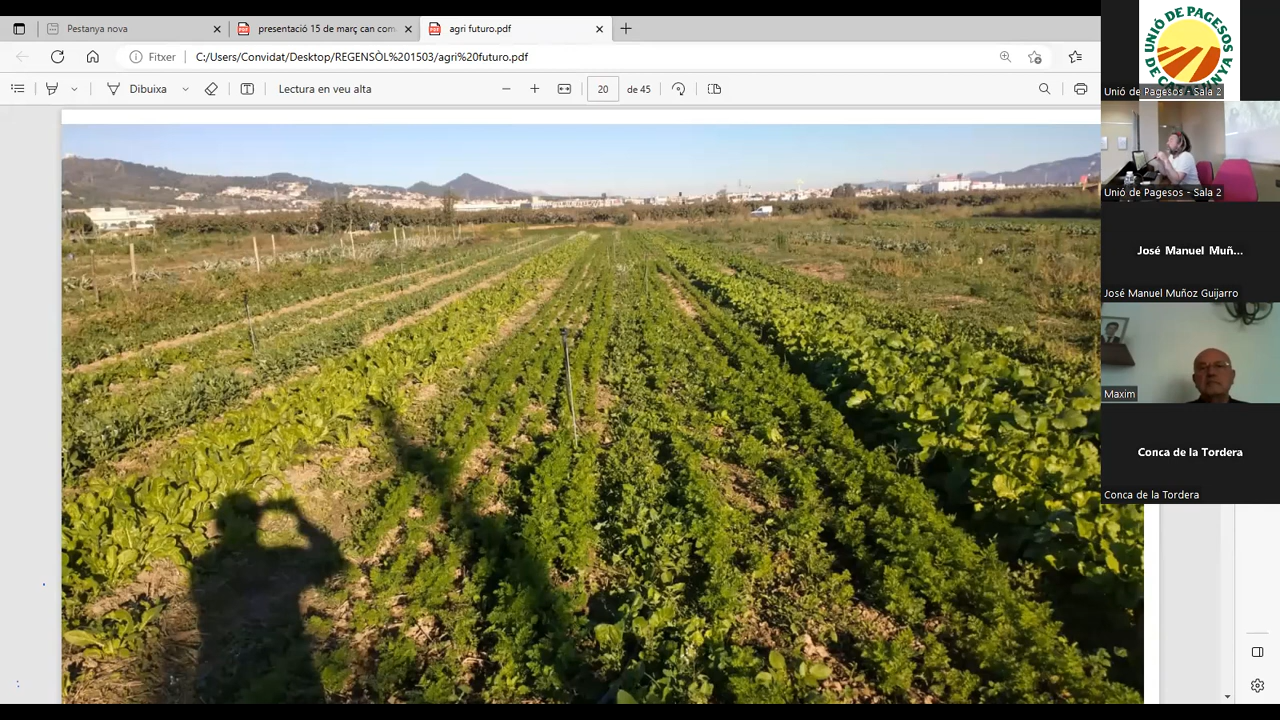 Pestanya nova
presentació 15 de març can com
agri futuro.pdf
Fitxer
C:/Users/Convidat/Desktop/REGENSÒL%201503/agri%20futuro.pdf
Dibuixa
Lectura en veu alta
20
de 45
UNIÓ DE PAGESOS
DE CATALUNYA
Unió de Pagesos - Sala 2
Unió de Pagesos - Sala 2
José Manuel Muñ...
José Manuel Muñoz Guijarro
Maxim
Conca de la Tordera
Conca de la Tordera